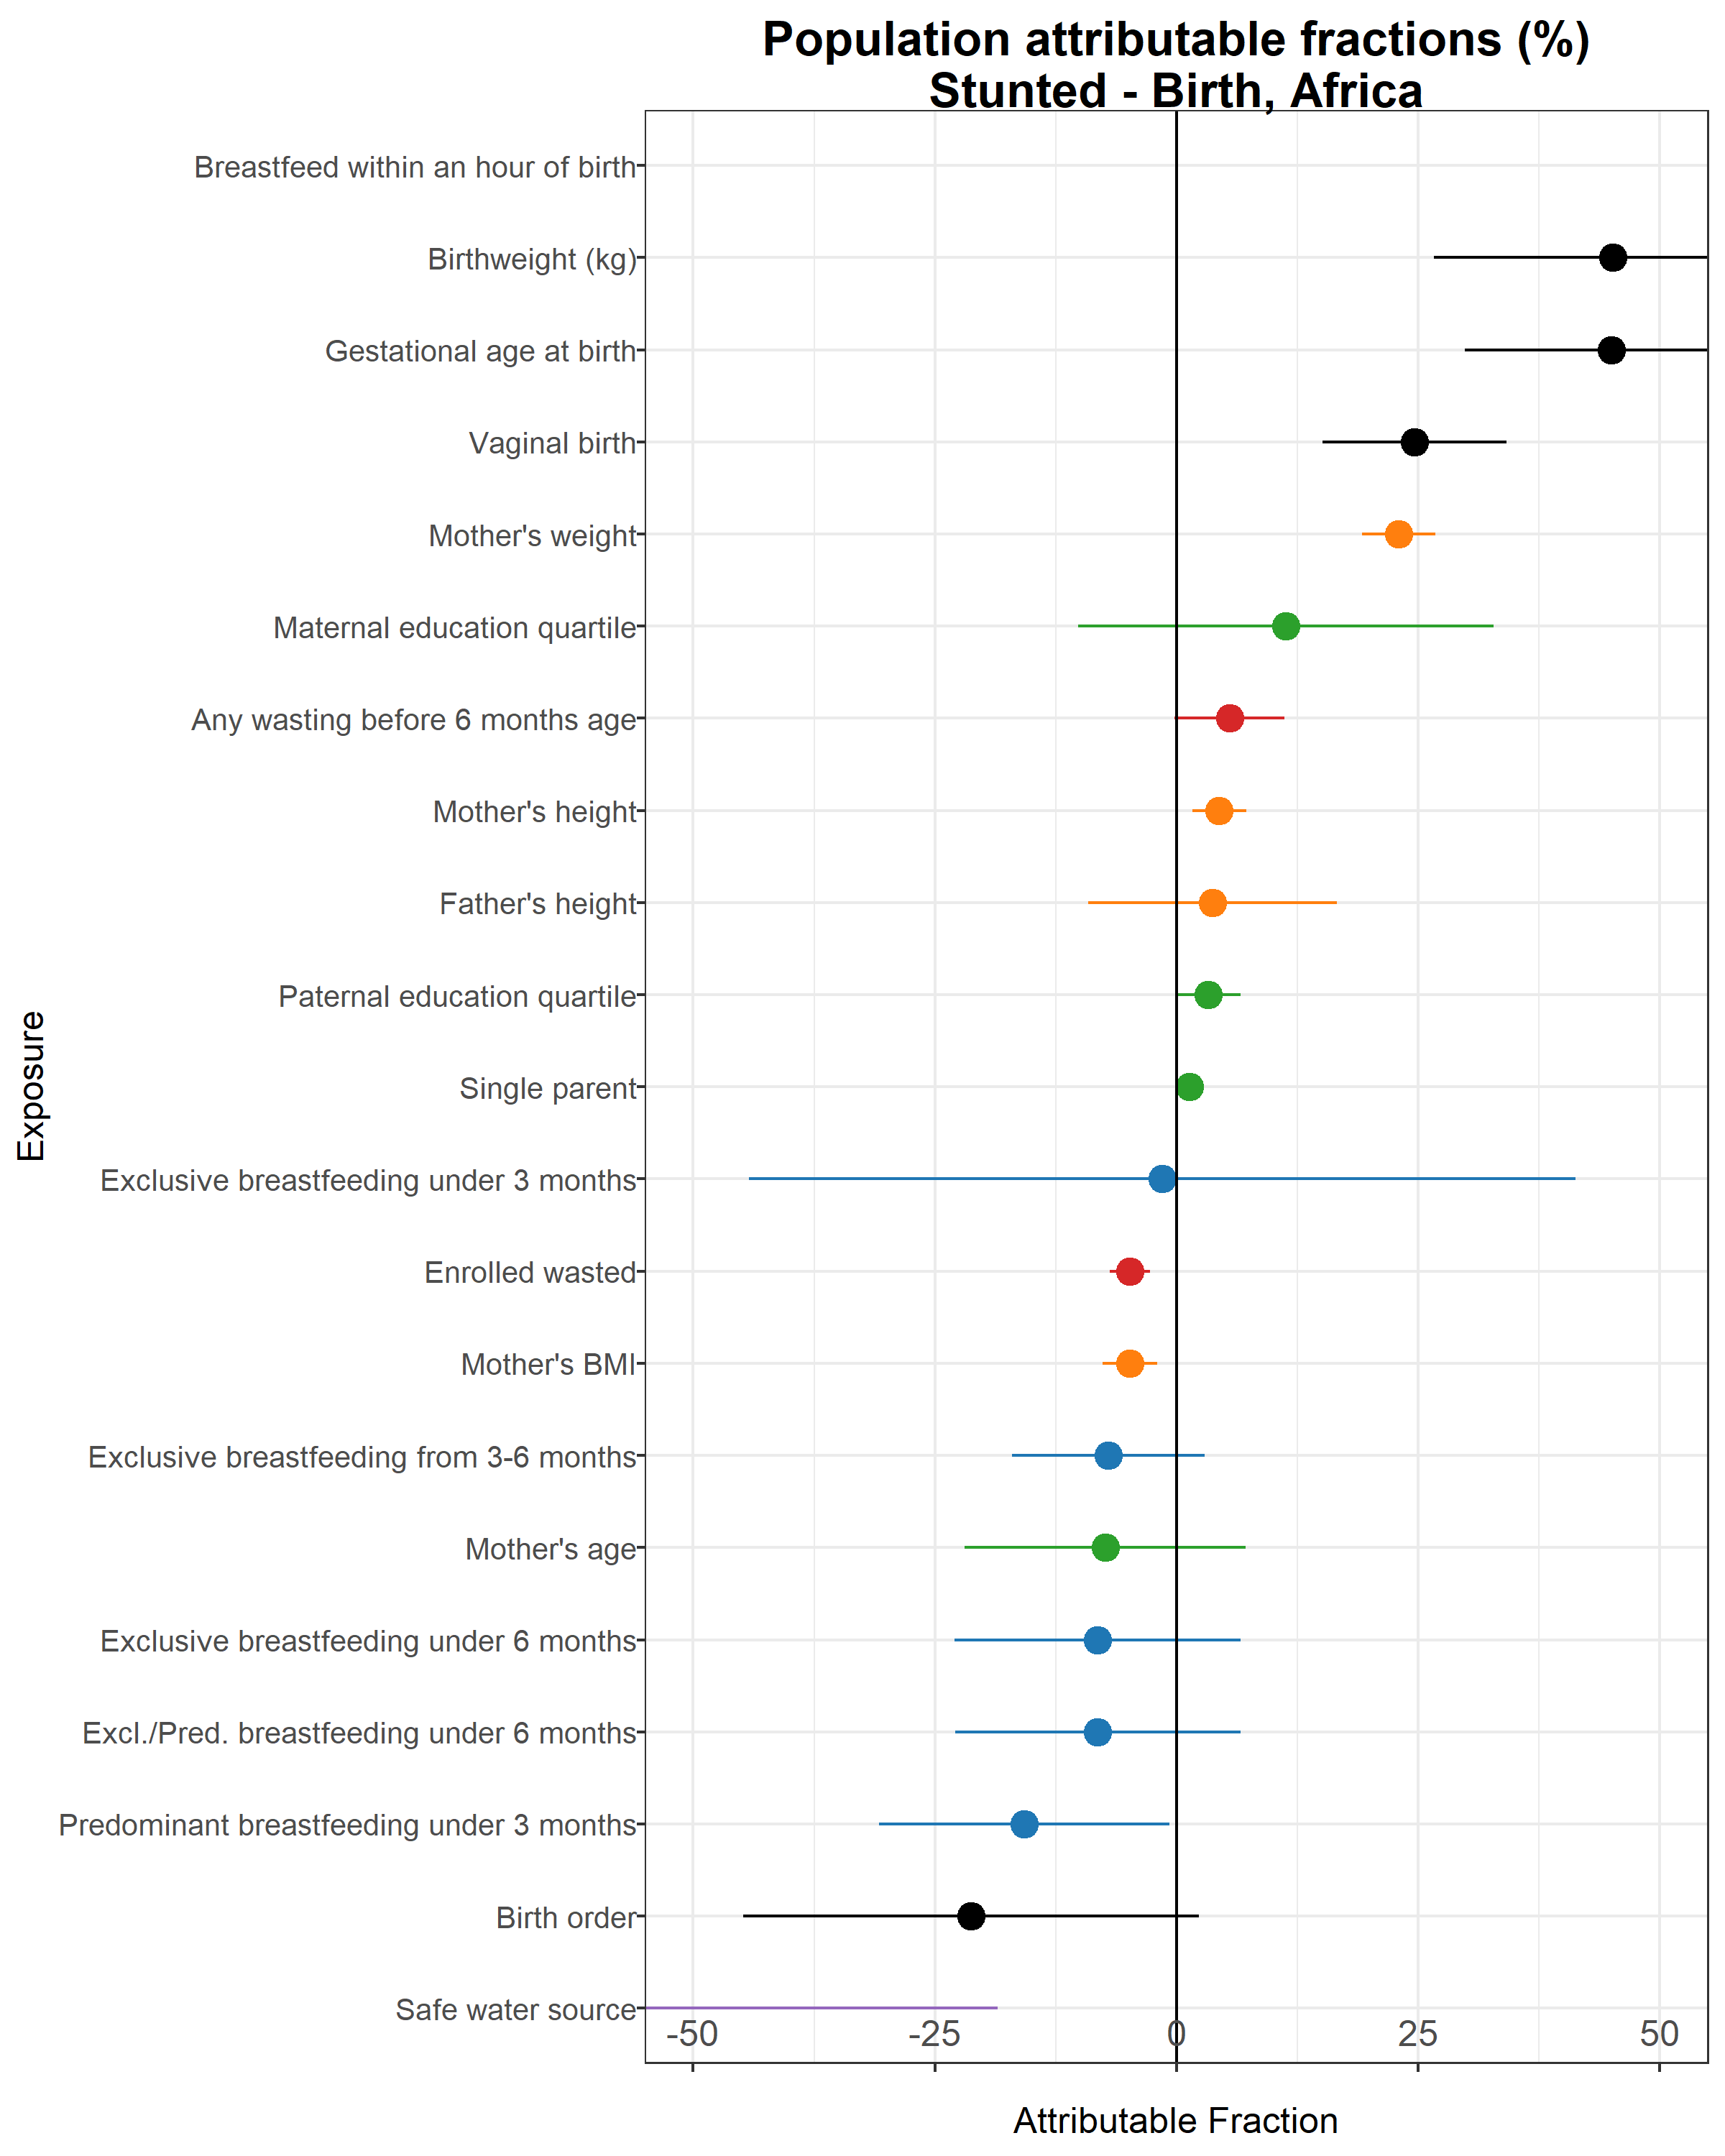 Population attributable fractions (%)
Stunted - Birth, Africa
Breastfeed within an hour of birth
Birthweight (kg)
Gestational age at birth
Vaginal birth
Mother's weight
Maternal education quartile
Any wasting before 6 months age
Mother's height
Father's height
Paternal education quartile
Single parent
Exclusive breastfeeding under 3 months
Enrolled wasted
Mother's BMI
Exclusive breastfeeding from 3-6 months
Mother's age
Exclusive breastfeeding under 6 months
Excl./Pred. breastfeeding under 6 months
Predominant breastfeeding under 3 months
Birth order
Safe water source
Exposure
-50 -25 0 25 50
Attributable Fraction